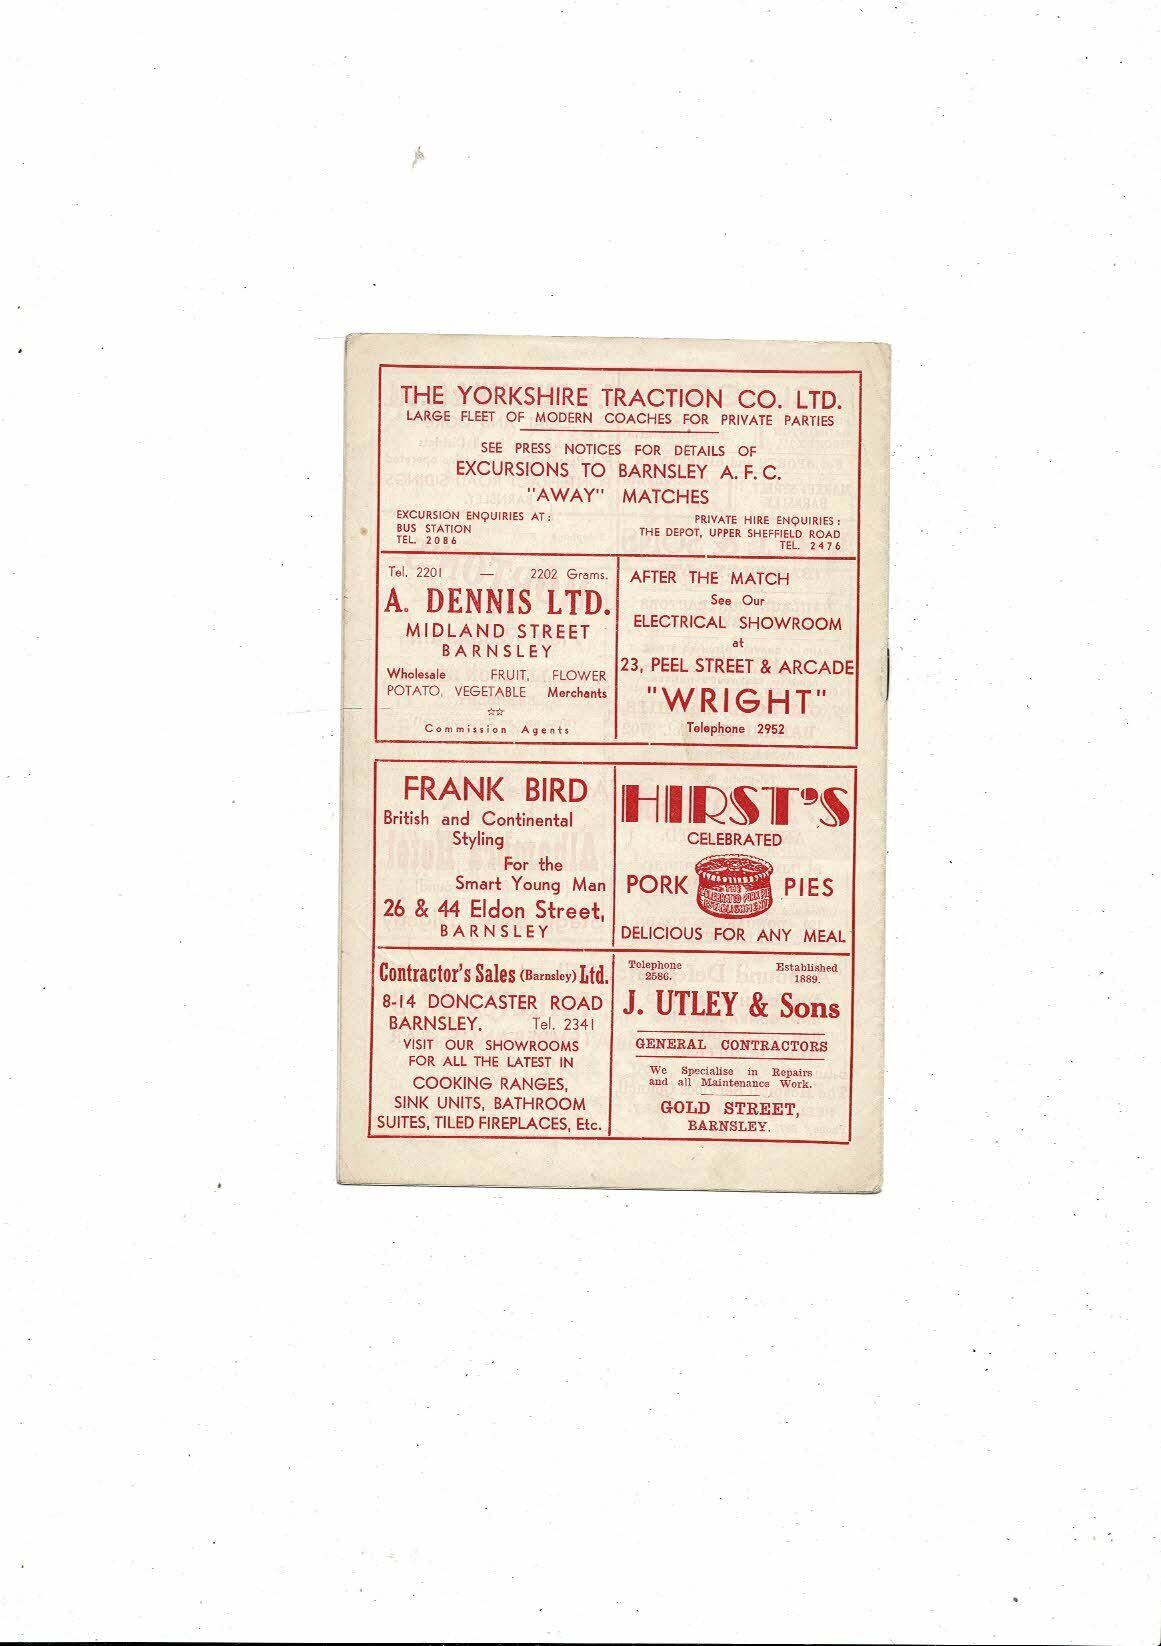 THE YORKSHIRE TRACTION CO. LTD.
LARGE FLEET OF MODERN COACHES FOR PRIVATE PARTIES
SEE PRESS NOTICES FOR DETAILS OF
EXCURSIONS TO BARNSLEY A. F. C.
"AWAY" MATCHES
EXCURSION ENQUIRIES AT:
BUS STATION
TEL. 2086
PRIVATE HIRE ENQUIRIES:
THE DEPOT, UPPER SHEFFIELD ROAD
TEL. 2476
Tel. 2201 — 2202 Grams.
A. DENNIS LTD.
MIDLAND STREET
BARNSLEY
Wholesale FRUIT, FLOWER
POTATO, VEGETABLE Merchants
☆☆
Commission Agents
AFTER THE MATCH
See Our
ELECTRICAL SHOWROOM
at
23, PEEL STREET & ARCADE
"WRIGHT"
Telephone 2952
FRANK BIRD
British and Continental
Styling
For the
Smart Young Man
26 & 44 Eldon Street,
BARNSLEY
HIRST'S
CELEBRATED
PORK PIES
THE
CELEBRATED PORK PIE
ESTABLISHMENT
DELICIOUS FOR ANY MEAL
Contractor's Sales (Barnsley) Ltd.
8-14 DONCASTER ROAD
BARNSLEY. Tel. 2341
VISIT OUR SHOWROOMS
FOR ALL THE LATEST IN
COOKING RANGES,
SINK UNITS, BATHROOM
SUITES, TILED FIREPLACES, Etc.
Telephone
2586.
Established
1889.
J. UTLEY & Sons
GENERAL CONTRACTORS
We Specialise in Repairs
and all Maintenance Work.
GOLD STREET,
BARNSLEY.